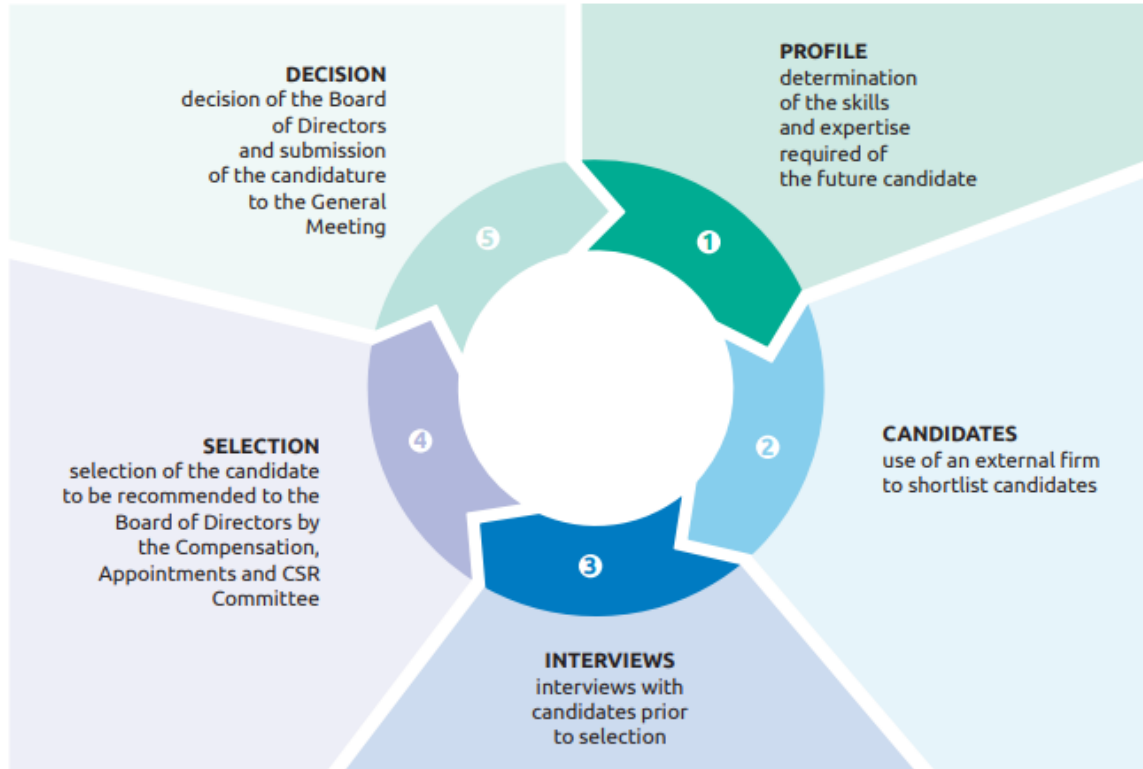 PROFILE
determination
of the skills
and expertise
required of
the future candidate
1
CANDIDATES
use of an external firm
to shortlist candidates
2
INTERVIEWS
interviews with
candidates prior
to selection
3
SELECTION
selection of the candidate
to be recommended to the
Board of Directors by
the Compensation,
Appointments and CSR
Committee
4
DECISION
decision of the Board
of Directors
and submission
of the candidature
to the General
Meeting
5